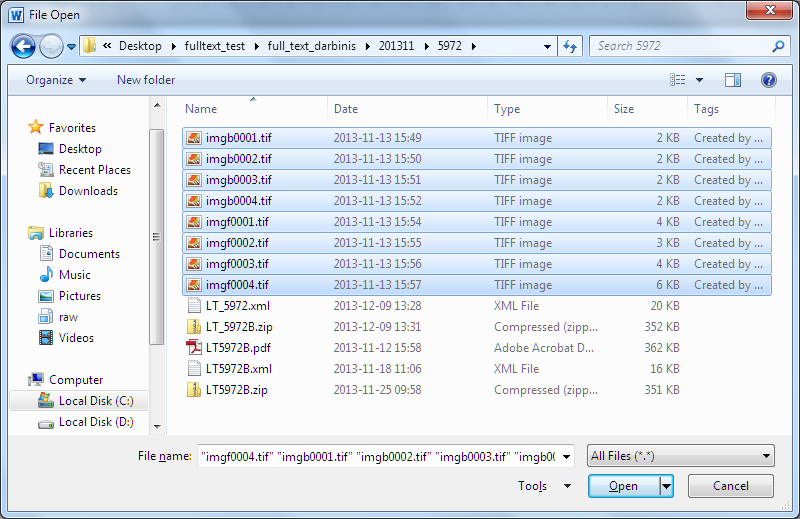 File Open
« Desktop fulltext_test full_text_darbinis 201311 5972 Search 5972
Organize New folder
Name Date Type Size Tags
Favorites
Desktop
Recent Places
Downloads
Libraries
Documents
Music
Pictures
raw
Videos
Computer
Local Disk (C:)
Local Disk (D:)
imgb0001.tif 2013-11-13 15:49 TIFF image 2 KB Created by ...
imgb0002.tif 2013-11-13 15:50 TIFF image 2 KB Created by ...
imgb0003.tif 2013-11-13 15:51 TIFF image 2 KB Created by ...
imgb0004.tif 2013-11-13 15:52 TIFF image 2 KB Created by ...
imgf0001.tif 2013-11-13 15:54 TIFF image 4 KB Created by ...
imgf0002.tif 2013-11-13 15:55 TIFF image 3 KB Created by ...
imgf0003.tif 2013-11-13 15:56 TIFF image 4 KB Created by ...
imgf0004.tif 2013-11-13 15:57 TIFF image 6 KB Created by ...
LT_5972.xml 2013-12-09 13:28 XML File 20 KB
LT_5972B.zip 2013-12-09 13:31 Compressed (zipp... 352 KB
LT5972B.pdf 2013-11-12 15:58 Adobe Acrobat D... 362 KB
LT5972B.xml 2013-11-18 11:06 XML File 16 KB
LT5972B.zip 2013-11-25 09:58 Compressed (zipp... 351 KB
File name: "imgf0004.tif" "imgb0001.tif" "imgb0002.tif" "imgb0003.tif" "imgb00 All Files (*.*)
Tools Open Cancel